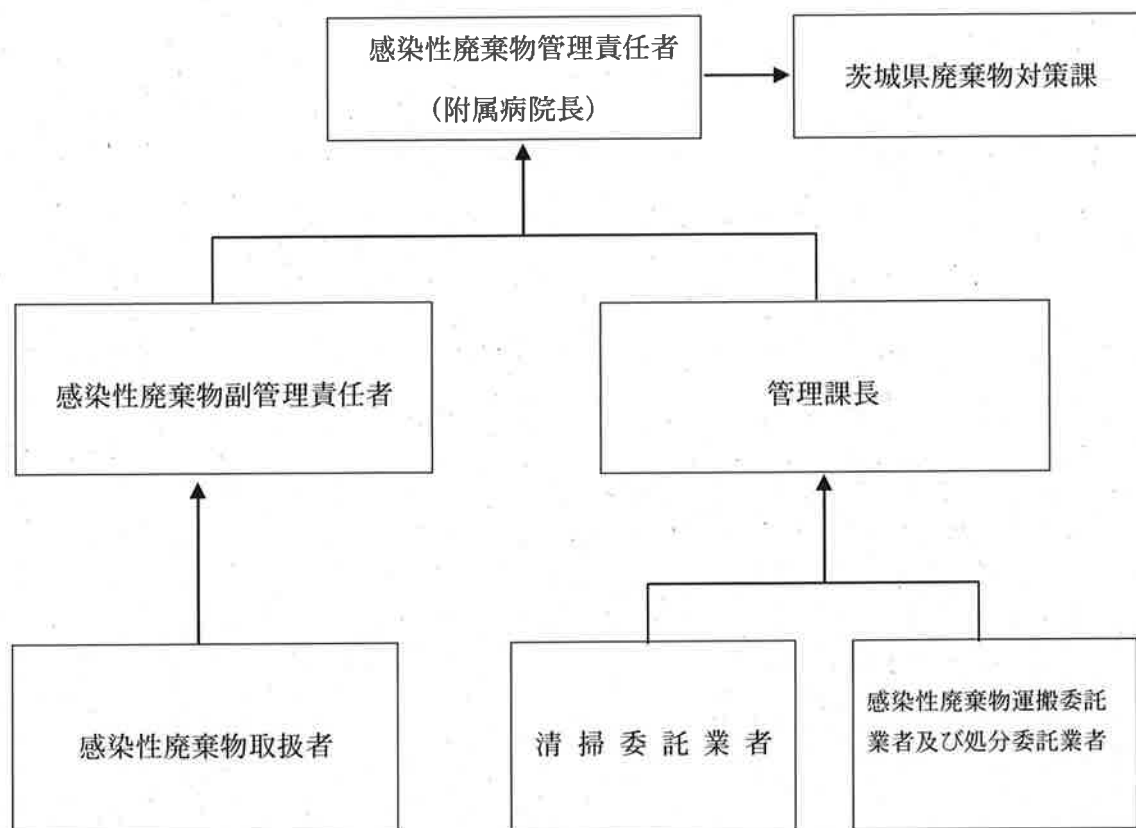 感染性廃棄物管理責任者
（附属病院長）
茨城県廃棄物対策課
感染性廃棄物副管理責任者
管理課長
感染性廃棄物取扱者
清掃委託業者
感染性廃棄物運搬委託
業者及び処分委託業者